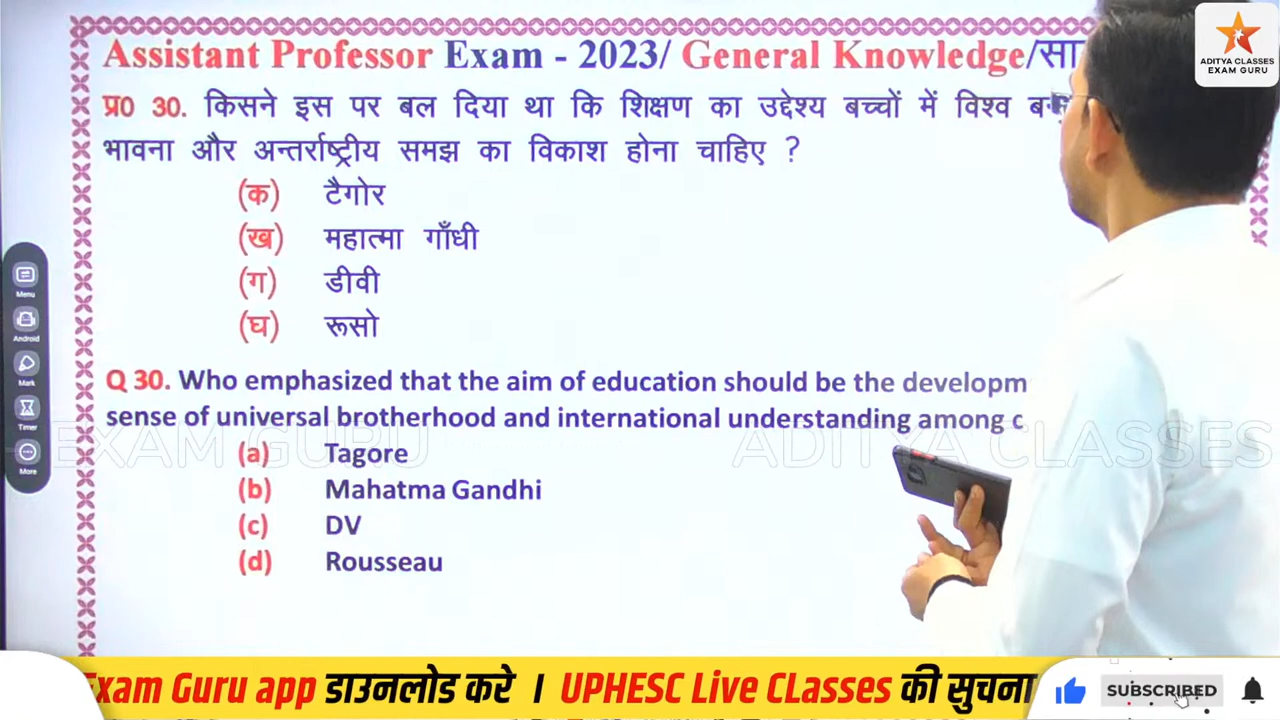 Assistant Professor Exam - 2023/ General Knowledge/सा
प्र0 30. किसने इस पर बल दिया था कि शिक्षण का उद्देश्य बच्चों में विश्व
भावना और अन्तर्राष्ट्रीय समझ का विकाश होना चाहिए ?
(क) टैगोर
(ख) महात्मा गाँधी
(ग) डीवी
(घ) रूसो
Q 30. Who emphasized that the aim of education should be the developm
sense of universal brotherhood and international understanding among c
(a) Tagore
(b) Mahatma Gandhi
(c) DV
(d) Rousseau
ADITYA CLASSES
EXAM GURU
Menu
Android
Mark
Timer
More
EXAM GURU ADITYA CLASSES
Exam Guru app डाउनलोड करे । UPHESC Live CLasses की सुचना
SUBSCRIBED